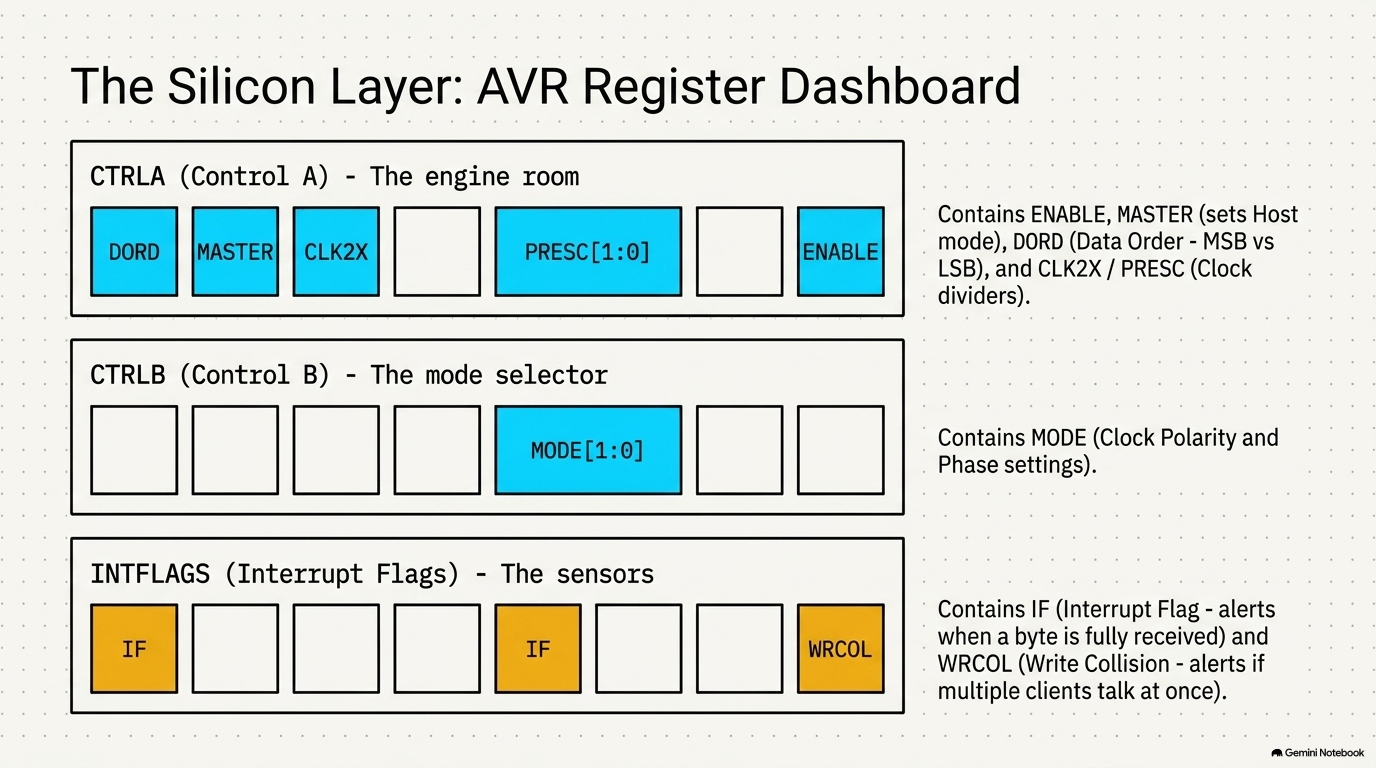 The Silicon Layer: AVR Register Dashboard
CTRLA (Control A) - The engine room
DORD MASTER CLK2X PRESC[1:0] ENABLE
Contains ENABLE, MASTER (sets Host
mode), DORD (Data Order - MSB vs
LSB), and CLK2X / PRESC (Clock
dividers).
CTRLB (Control B) - The mode selector
MODE[1:0]
Contains MODE (Clock Polarity and
Phase settings).
INTFLAGS (Interrupt Flags) - The sensors
IF IF WRCOL
Contains IF (Interrupt Flag - alerts
when a byte is fully received) and
WRCOL (Write Collision - alerts if
multiple clients talk at once).
Gemini Notebook